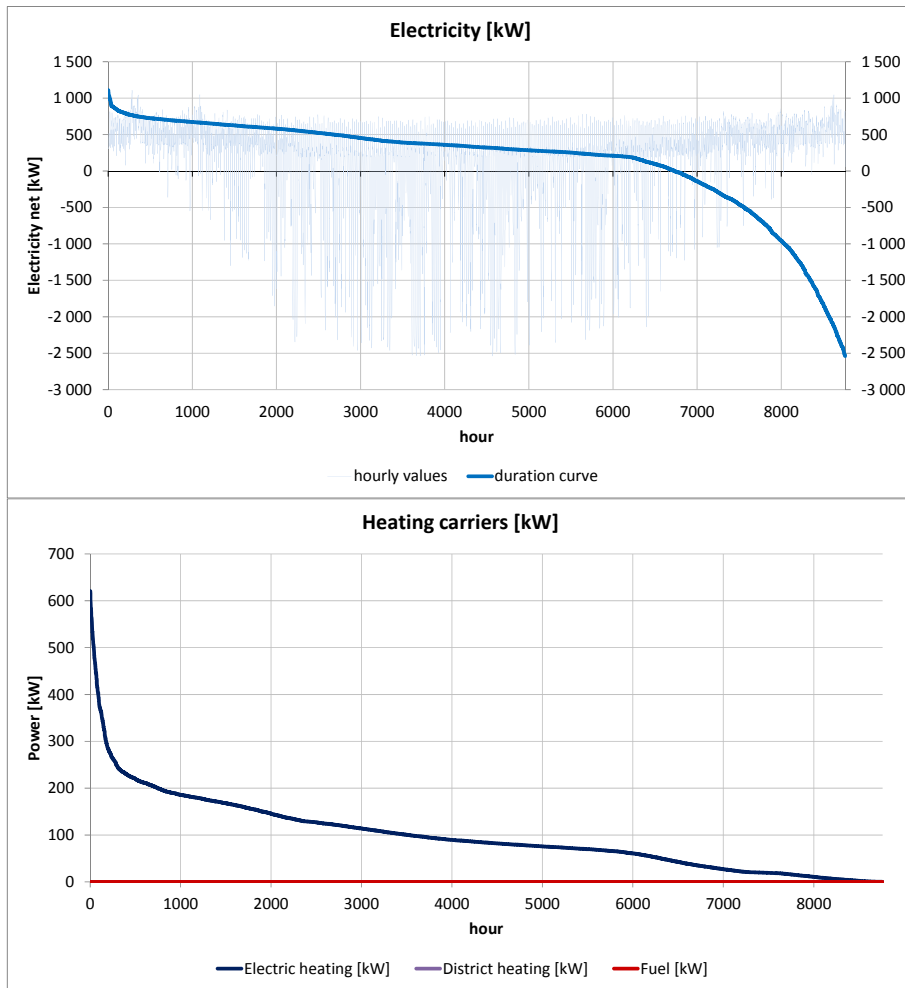 Electricity [kW]
1 500 1 500
1 000 1 000
500 500
0 0
-500 -500
-1 000 -1 000
-1 500 -1 500
-2 000 -2 000
-2 500 -2 500
-3 000 -3 000
Electricity net [kW]
0 1000 2000 3000 4000 5000 6000 7000 8000
hour
hourly values duration curve
Heating carriers [kW]
700
600
500
400
300
200
100
0
Power [kW]
0 1000 2000 3000 4000 5000 6000 7000 8000
hour
Electric heating [kW] District heating [kW] Fuel [kW]